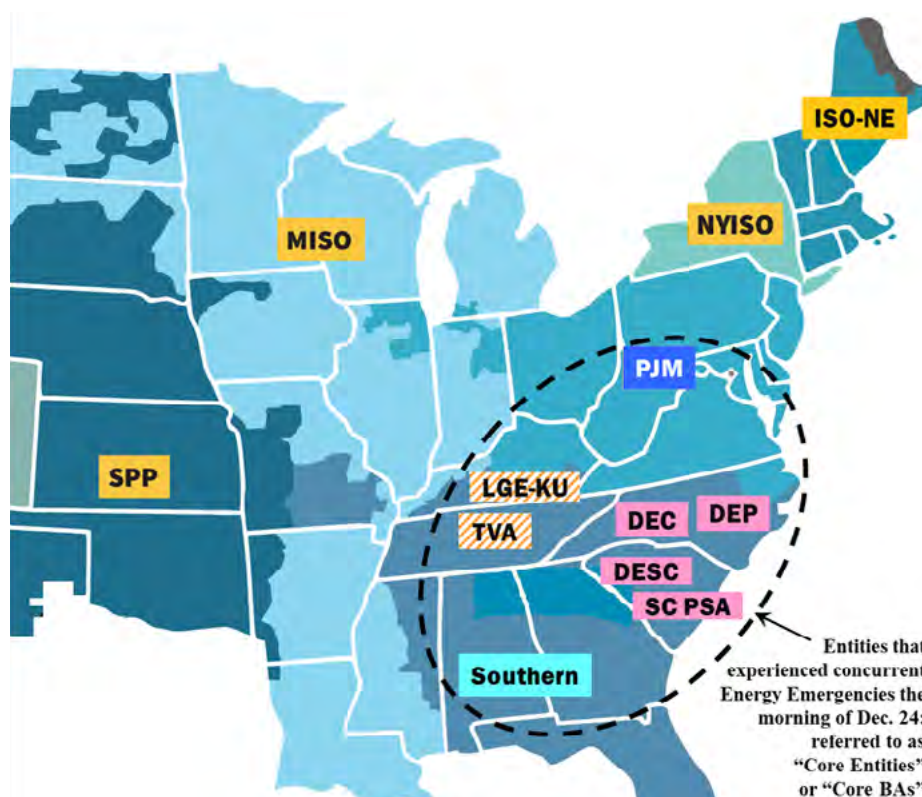 ISO-NE
NYISO
MISO
PJM
SPP
LGE-KU
TVA
DEC
DEP
DESC
SC PSA
Southern
Entities that
experienced concurrent
Energy Emergencies the
morning of Dec. 24:
referred to as
“Core Entities”
or “Core BAs”